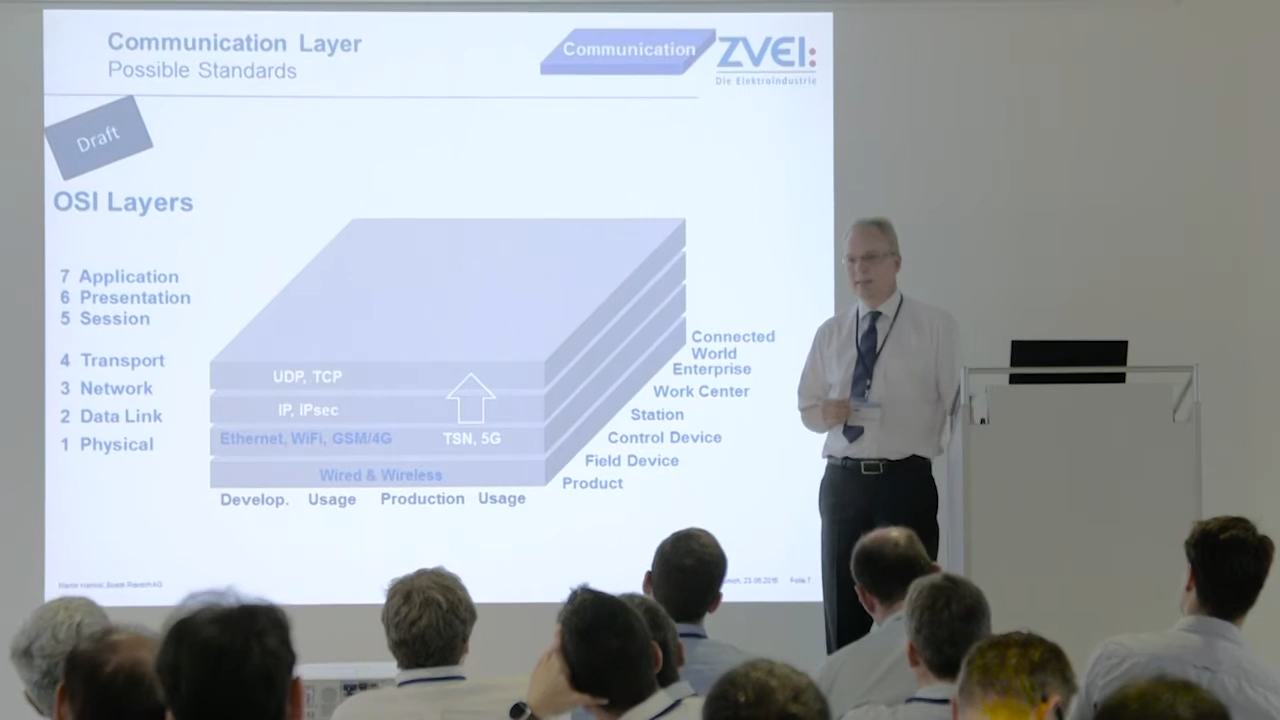 Communication Layer
Possible Standards
Communication
ZVEI:
Die Elektroindustrie
Draft
OSI Layers
7 Application
6 Presentation
5 Session
4 Transport
3 Network
2 Data Link
1 Physical
UDP, TCP
IP, IPsec
Ethernet, WiFi, GSM/4G
TSN, 5G
Wired & Wireless
Develop. Usage Production Usage
Connected
World
Enterprise
Work Center
Station
Control Device
Field Device
Product
Folie 7